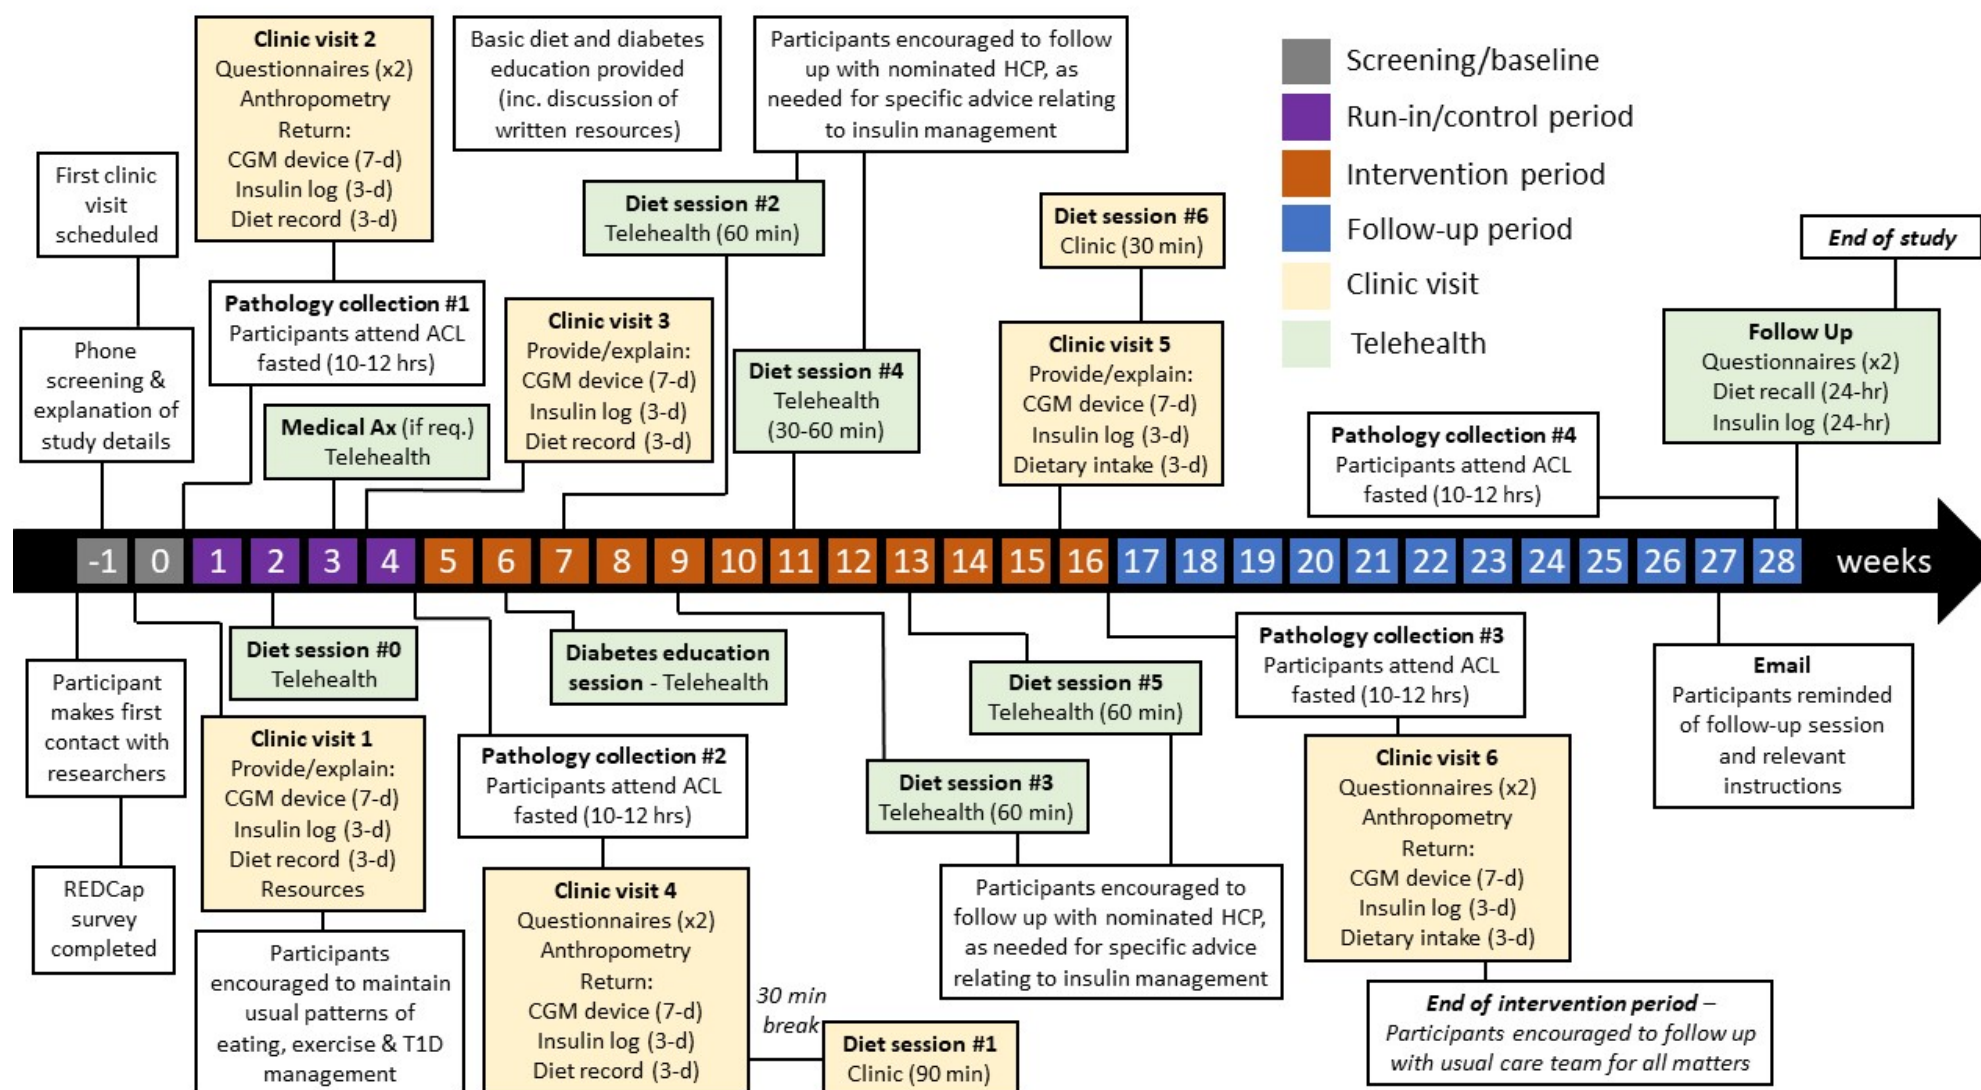 Clinic visit 2
Questionnaires (x2)
Anthropometry
Return:
CGM device (7-d)
Insulin log (3-d)
Diet record (3-d)
Basic diet and diabetes
education provided
(inc. discussion of
written resources)
Participants encouraged to follow
up with nominated HCP, as
needed for specific advice relating
to insulin management
Screening/baseline
Run-in/control period
Intervention period
Follow-up period
Clinic visit
Telehealth
First clinic
visit
scheduled
Diet session #2
Telehealth (60 min)
Diet session #6
Clinic (30 min)
End of study
Phone
screening &
explanation of
study details
Pathology collection #1
Participants attend ACL
fasted (10-12 hrs)
Medical Ax (if req.)
Telehealth
Clinic visit 3
Provide/explain:
CGM device (7-d)
Insulin log (3-d)
Diet record (3-d)
Diet session #4
Telehealth
(30-60 min)
Clinic visit 5
Provide/explain:
CGM device (7-d)
Insulin log (3-d)
Dietary intake (3-d)
Pathology collection #4
Participants attend ACL
fasted (10-12 hrs)
Follow Up
Questionnaires (x2)
Diet recall (24-hr)
Insulin log (24-hr)
-1 0 1 2 3 4 5 6 7 8 9 10 11 12 13 14 15 16 17 18 19 20 21 22 23 24 25 26 27 28 weeks
Participant
makes first
contact with
researchers
REDCap
survey
completed
Diet session #0
Telehealth
Clinic visit 1
Provide/explain:
CGM device (7-d)
Insulin log (3-d)
Diet record (3-d)
Resources
Participants
encouraged to maintain
usual patterns of
eating, exercise & T1D
management
Diabetes education
session - Telehealth
Pathology collection #2
Participants attend ACL
fasted (10-12 hrs)
Clinic visit 4
Questionnaires (x2)
Anthropometry
Return:
CGM device (7-d)
Insulin log (3-d)
Diet record (3-d)
30 min
break
Diet session #1
Clinic (90 min)
Diet session #3
Telehealth (60 min)
Diet session #5
Telehealth (60 min)
Participants encouraged to
follow up with nominated HCP,
as needed for specific advice
relating to insulin management
Pathology collection #3
Participants attend ACL
fasted (10-12 hrs)
Clinic visit 6
Questionnaires (x2)
Anthropometry
Return:
CGM device (7-d)
Insulin log (3-d)
Dietary intake (3-d)
End of intervention period –
Participants encouraged to follow up
with usual care team for all matters
Email
Participants reminded
of follow-up session
and relevant
instructions